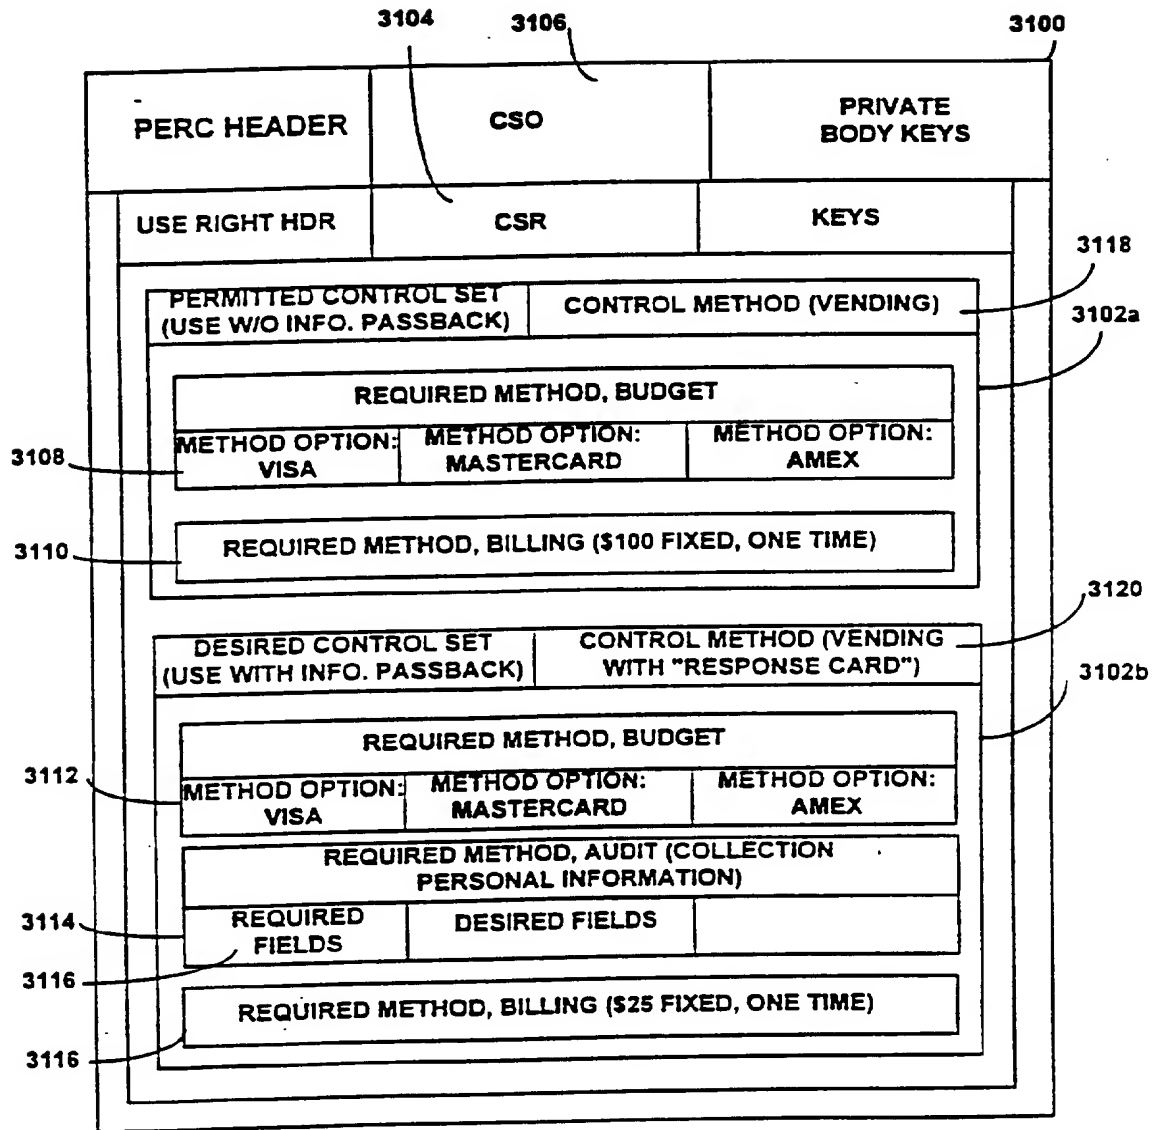 3104
3106
3100
PERC HEADER
CSO
PRIVATE
BODY KEYS
USE RIGHT HDR
CSR
KEYS
3118
PERMITTED CONTROL SET
(USE W/O INFO. PASSBACK)
CONTROL METHOD (VENDING)
3102a
REQUIRED METHOD, BUDGET
3108
METHOD OPTION:
VISA
METHOD OPTION:
MASTERCARD
METHOD OPTION:
AMEX
3110
REQUIRED METHOD, BILLING ($100 FIXED, ONE TIME)
3120
DESIRED CONTROL SET
(USE WITH INFO. PASSBACK)
CONTROL METHOD (VENDING
WITH "RESPONSE CARD")
3102b
REQUIRED METHOD, BUDGET
3112
METHOD OPTION:
VISA
METHOD OPTION:
MASTERCARD
METHOD OPTION:
AMEX
REQUIRED METHOD, AUDIT (COLLECTION
PERSONAL INFORMATION)
3114
REQUIRED
FIELDS
DESIRED FIELDS
3116
REQUIRED METHOD, BILLING ($25 FIXED, ONE TIME)
3116